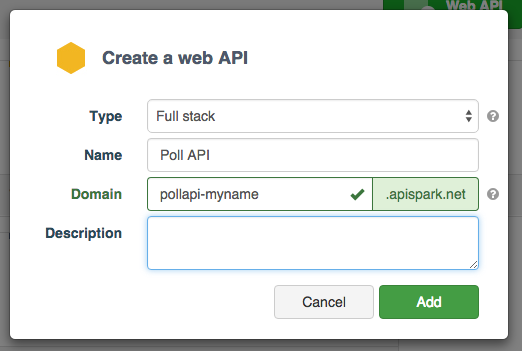 Web API
Create a web API
Type Full stack ?
Name Poll API
Domain pollapi-myname .apispark.net ?
Description
Cancel Add